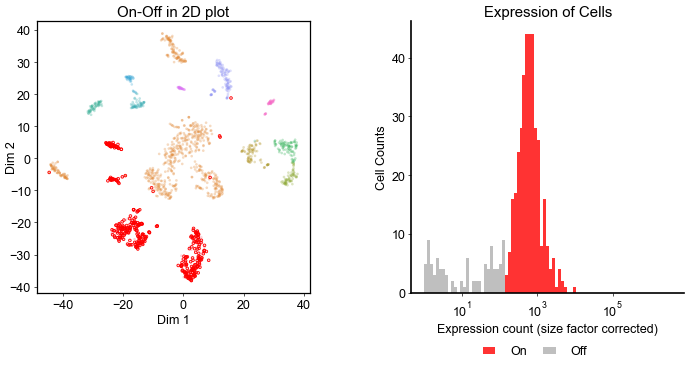 On-Off in 2D plot
40
30
20
10
0
−10
−20
−30
−40
Dim 2
−40 −20 0 20 40
Dim 1
Expression of Cells
40
30
20
10
0
Cell Counts
10^1 10^3 10^5
Expression count (size factor corrected)
On Off